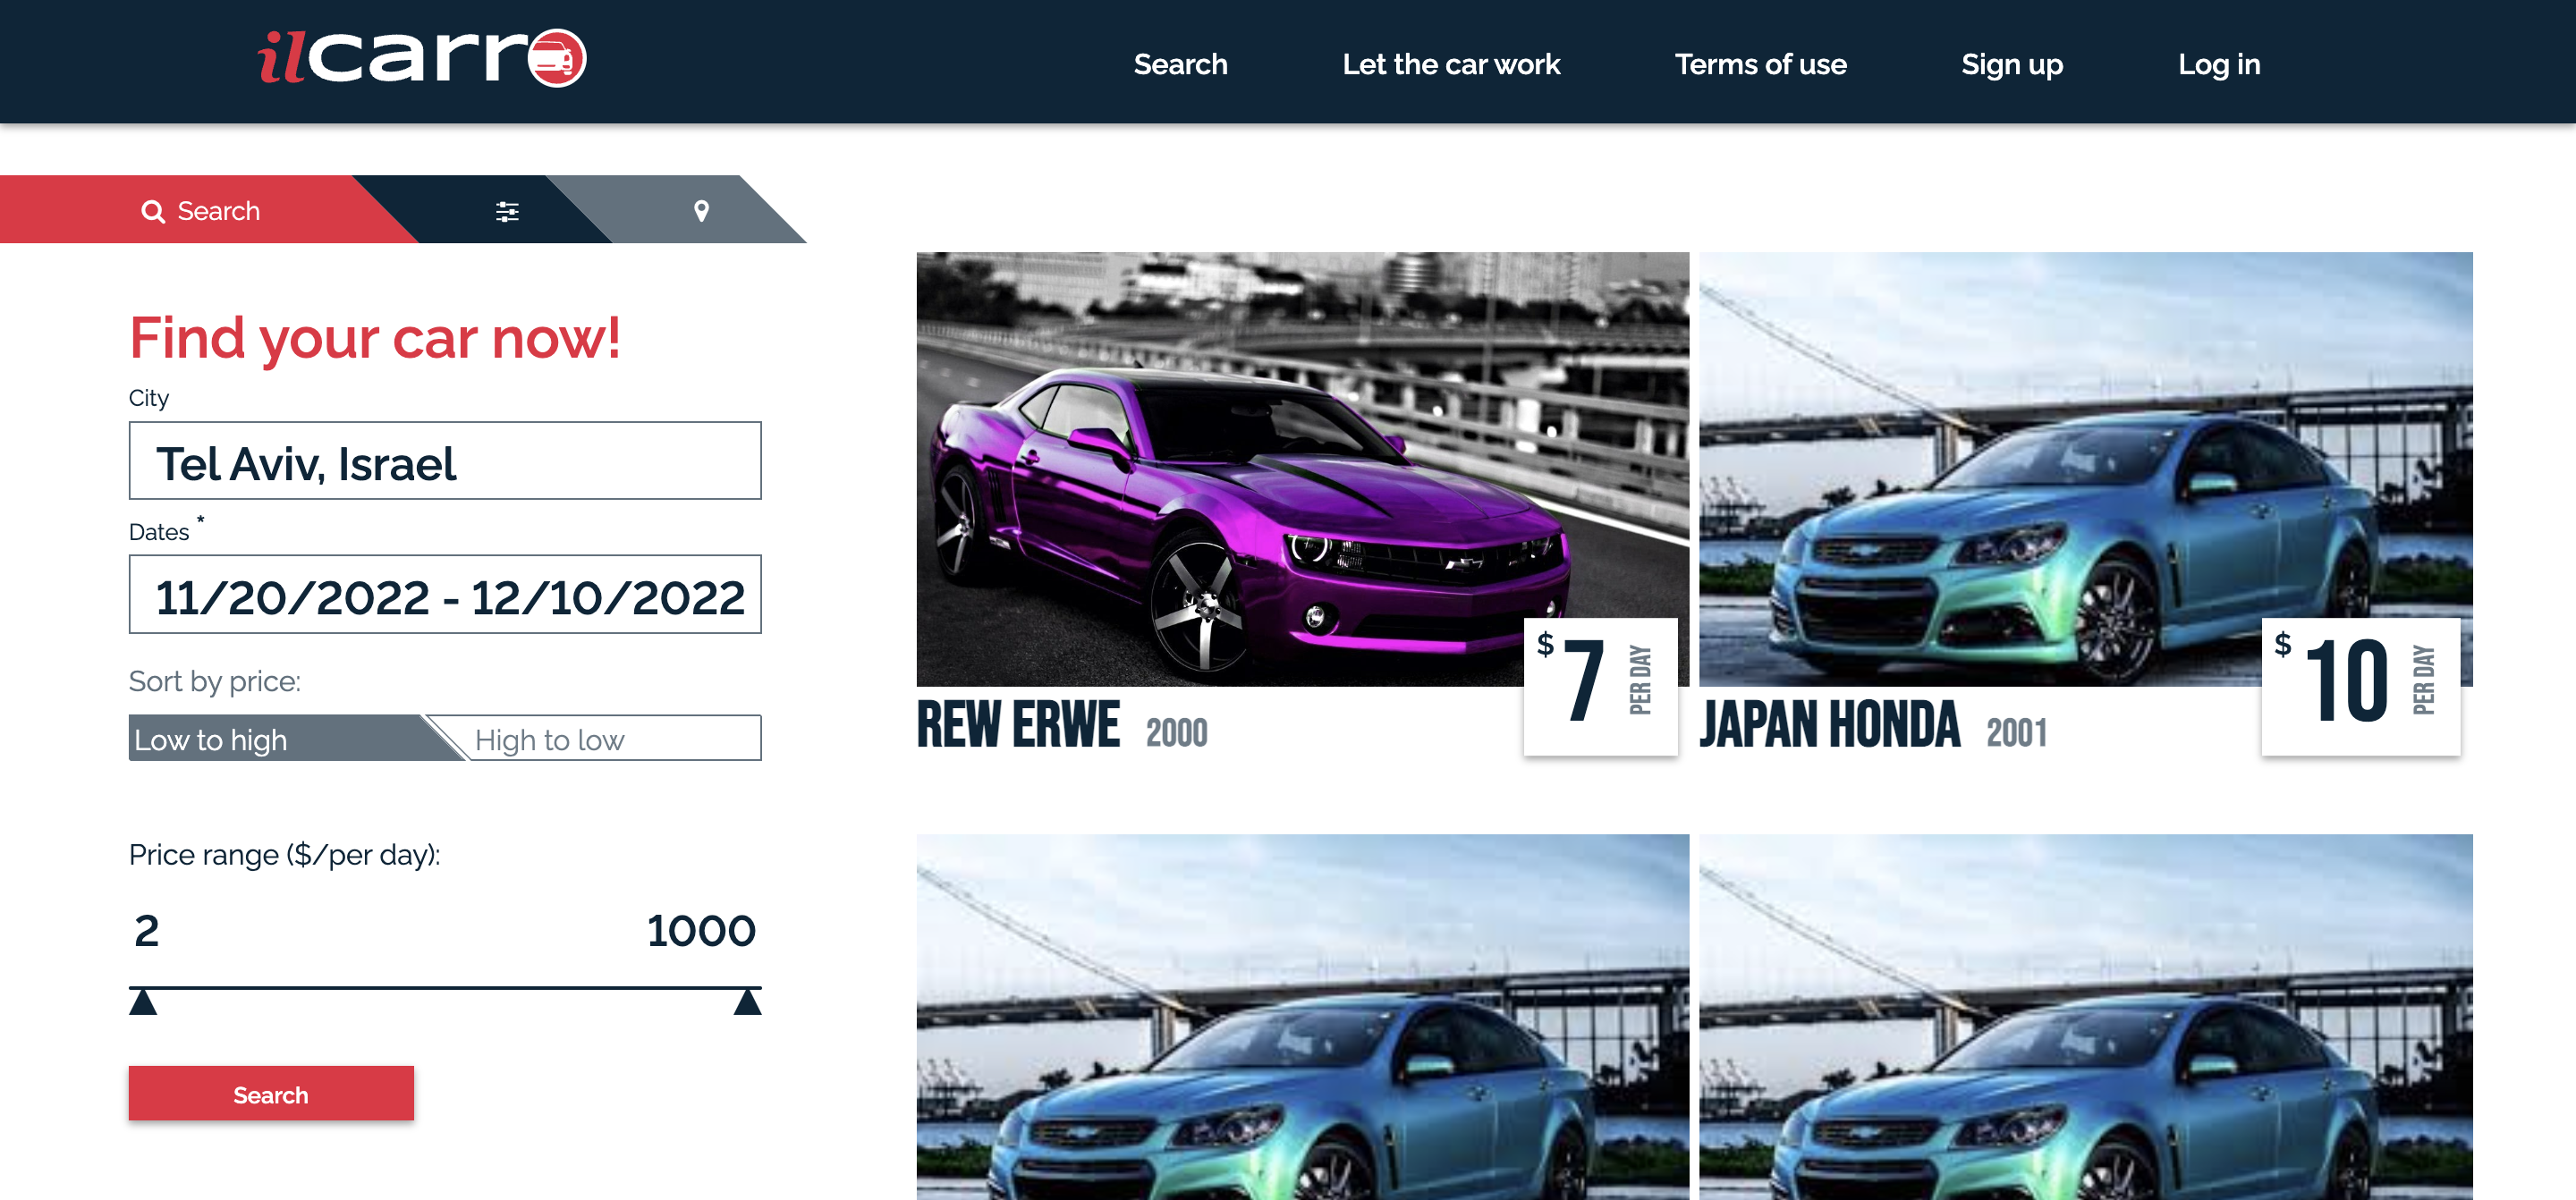 ilcarro
Search Let the car work Terms of use Sign up Log in
Search
Find your car now!
City
Tel Aviv, Israel
Dates *
11/20/2022 - 12/10/2022
Sort by price:
Low to high High to low
Price range ($/per day):
2 1000
Search
$ 7 PER DAY
REW ERWE 2000
$ 10 PER DAY
JAPAN HONDA 2001